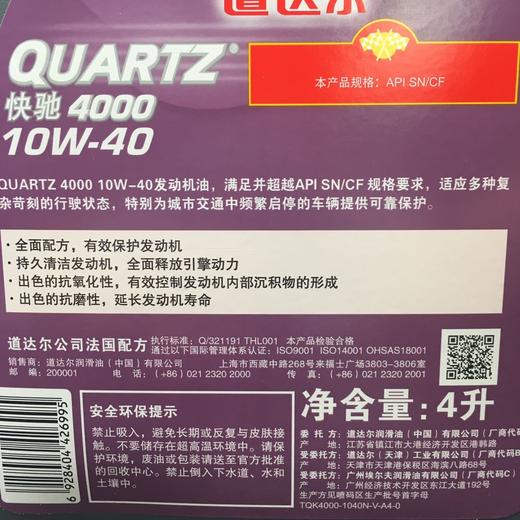 道达尔
QUARTZ®
快驰 4000
10W-40
本产品规格：API SN/CF
QUARTZ 4000 10W-40发动机油，满足并超越API SN/CF 规格要求，适应多种复
杂苛刻的行驶状态，特别为城市交通中频繁启停的车辆提供可靠保护。
• 全面配方，有效保护发动机
• 持久清洁发动机，全面释放引擎动力
• 出色的抗氧化性，有效控制发动机内部沉积物的形成
• 出色的抗磨性，延长发动机寿命
道达尔公司法国配方
执行标准：Q/321191 THL001 本产品检验合格
通过以下国际管理体系认证：ISO9001 ISO14001 OHSAS18001
销售商：道达尔润滑油（中国）有限公司 上海市西藏中路268号来福士广场3803-3806室
邮 编：200001 电 话：(+86) 021 2320 2000 传 真：(+86) 021 2320 2001
安全环保提示
禁止吸入，避免长期或反复与皮肤接
触。不要储存在超高温环境中。请保
护环境，废油或包装请送至官方批准
的回收中心。禁止倒入下水道、水和
土壤中。
6 928404 426995
净含量：4升
委 托 方：道达尔润滑油（中国）有限公司（厂商代码
地 址：江苏省镇江市大港经济开发区港韩路
受委托方：道达尔（天津）工业有限公司（厂商代码B
地 址：天津市天津港保税区海滨八路88号
受委托方：广州埃尔夫润滑油有限公司（厂商代码C）
地 址：广州经济技术开发区东江大道192号
生产方见喷码区生产批号首字母
TQK4000-1040N-V-A4-0